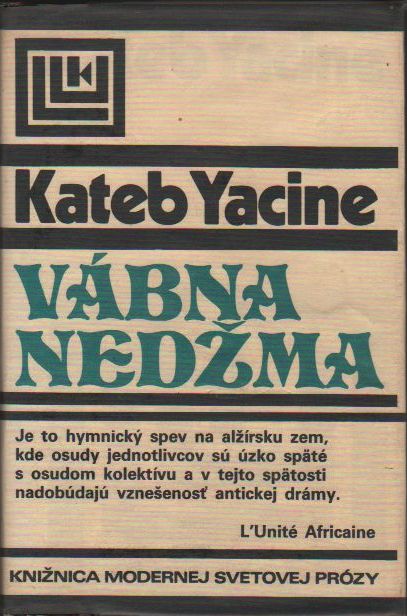 Kateb Yacine
VÁBNA
NEDŽMA
Je to hymnický spev na alžírsku zem,
kde osudy jednotlivcov sú úzko späté
s osudom kolektívu a v tejto spätosti
nadobúdajú vznešenosť antickej drámy.
L'Unité Africaine
KNIŽNICA MODERNEJ SVETOVEJ PRÓZY